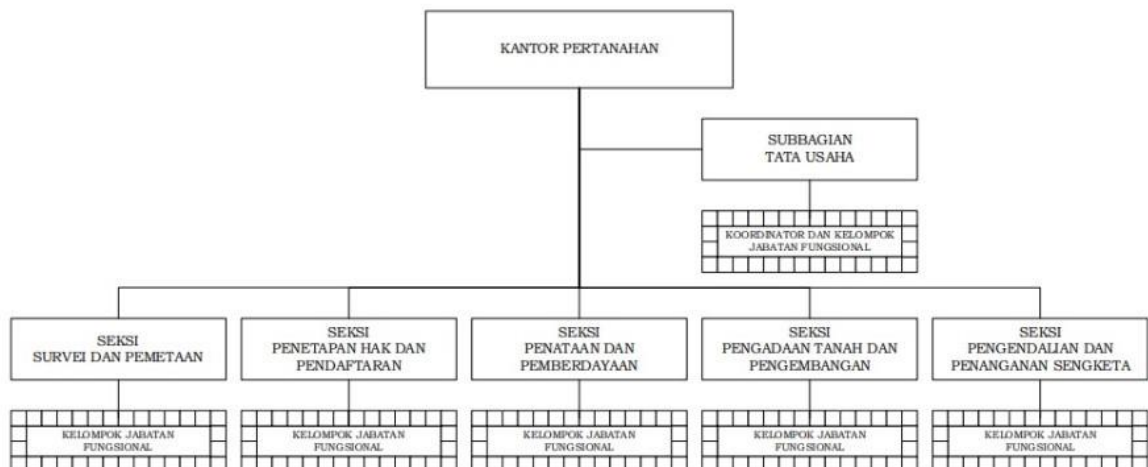 KANTOR PERTANAHAN
SUBBAGIAN
TATA USAHA
KOORDINATOR DAN KELOMPOK
JABATAN FUNGSIONAL
SEKSI
SURVEI DAN PEMETAAN
SEKSI
PENETAPAN HAK DAN
PENDAFTARAN
SEKSI
PENATAAN DAN
PEMBERDAYAAN
SEKSI
PENGADAAN TANAH DAN
PENGEMBANGAN
SEKSI
PENGENDALIAN DAN
PENANGANAN SENGKETA
KELOMPOK JABATAN
FUNGSIONAL
KELOMPOK JABATAN
FUNGSIONAL
KELOMPOK JABATAN
FUNGSIONAL
KELOMPOK JABATAN
FUNGSIONAL
KELOMPOK JABATAN
FUNGSIONAL